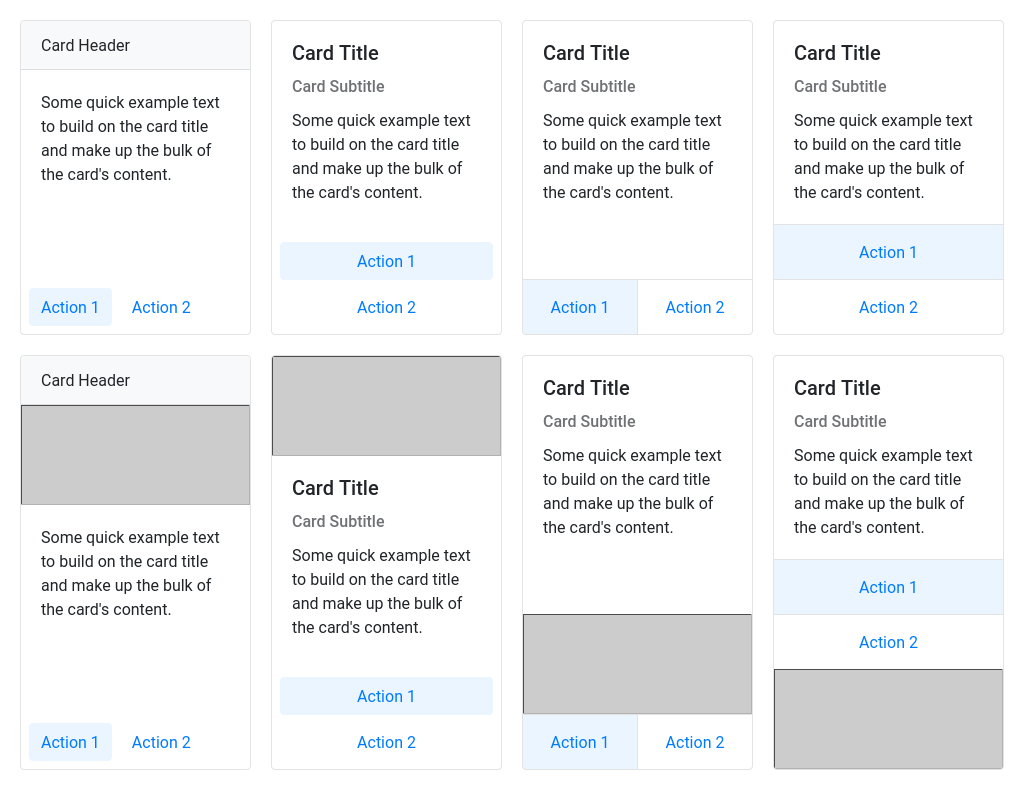 Card Header
Some quick example text
to build on the card title
and make up the bulk of
the card's content.
Action 1
Action 2
Card Title
Card Subtitle
Some quick example text
to build on the card title
and make up the bulk of
the card's content.
Action 1
Action 2
Card Title
Card Subtitle
Some quick example text
to build on the card title
and make up the bulk of
the card's content.
Action 1
Action 2
Card Title
Card Subtitle
Some quick example text
to build on the card title
and make up the bulk of
the card's content.
Action 1
Action 2
Card Header
Some quick example text
to build on the card title
and make up the bulk of
the card's content.
Action 1
Action 2
Card Title
Card Subtitle
Some quick example text
to build on the card title
and make up the bulk of
the card's content.
Action 1
Action 2
Card Title
Card Subtitle
Some quick example text
to build on the card title
and make up the bulk of
the card's content.
Action 1
Action 2
Card Title
Card Subtitle
Some quick example text
to build on the card title
and make up the bulk of
the card's content.
Action 1
Action 2